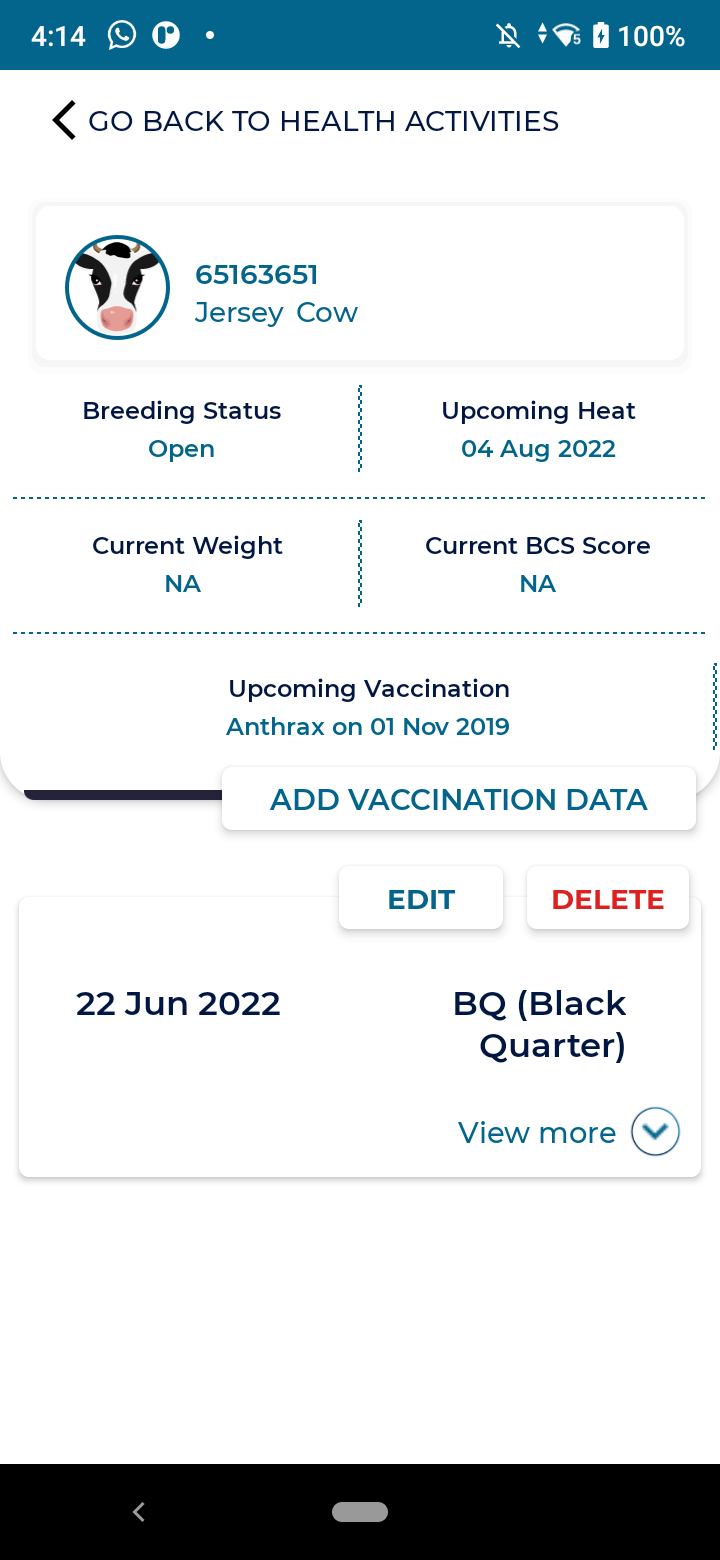 4:14
5 100%
GO BACK TO HEALTH ACTIVITIES
65163651
Jersey Cow
Breeding Status
Open
Upcoming Heat
04 Aug 2022
Current Weight
NA
Current BCS Score
NA
Upcoming Vaccination
Anthrax on 01 Nov 2019
ADD VACCINATION DATA
EDIT
DELETE
22 Jun 2022
BQ (Black
Quarter)
View more